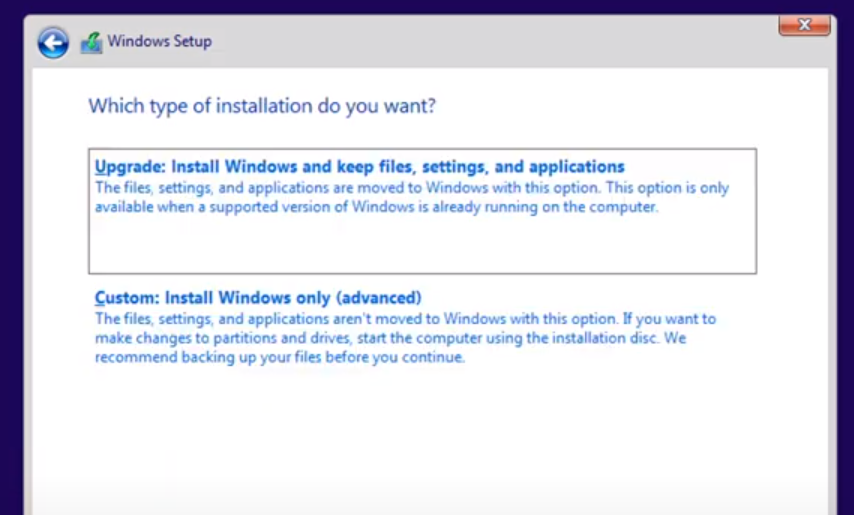 Windows Setup
Which type of installation do you want?
Upgrade: Install Windows and keep files, settings, and applications
The files, settings, and applications are moved to Windows with this option. This option is only
available when a supported version of Windows is already running on the computer.
Custom: Install Windows only (advanced)
The files, settings, and applications aren't moved to Windows with this option. If you want to
make changes to partitions and drives, start the computer using the installation disc. We
recommend backing up your files before you continue.